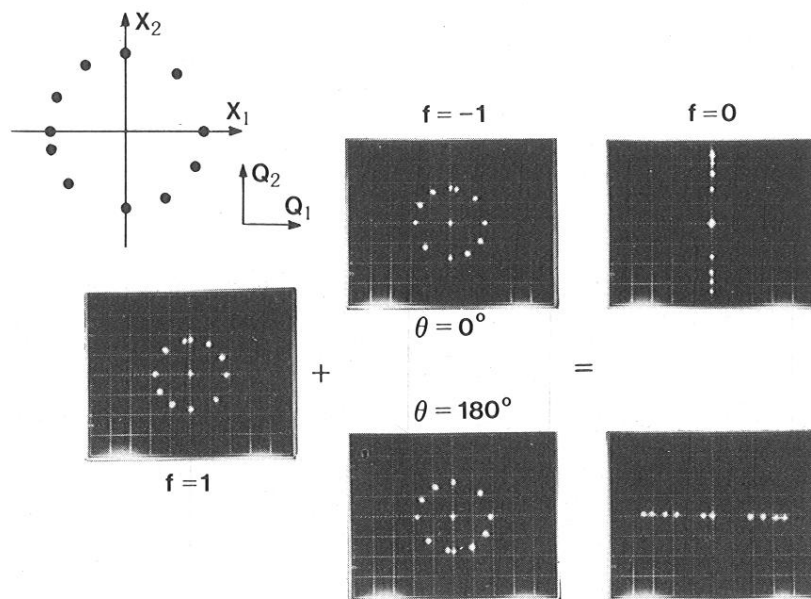 X₂
X₁
Q₂
Q₁
f = −1
f = 0
θ = 0°
+
=
θ = 180°
f = 1